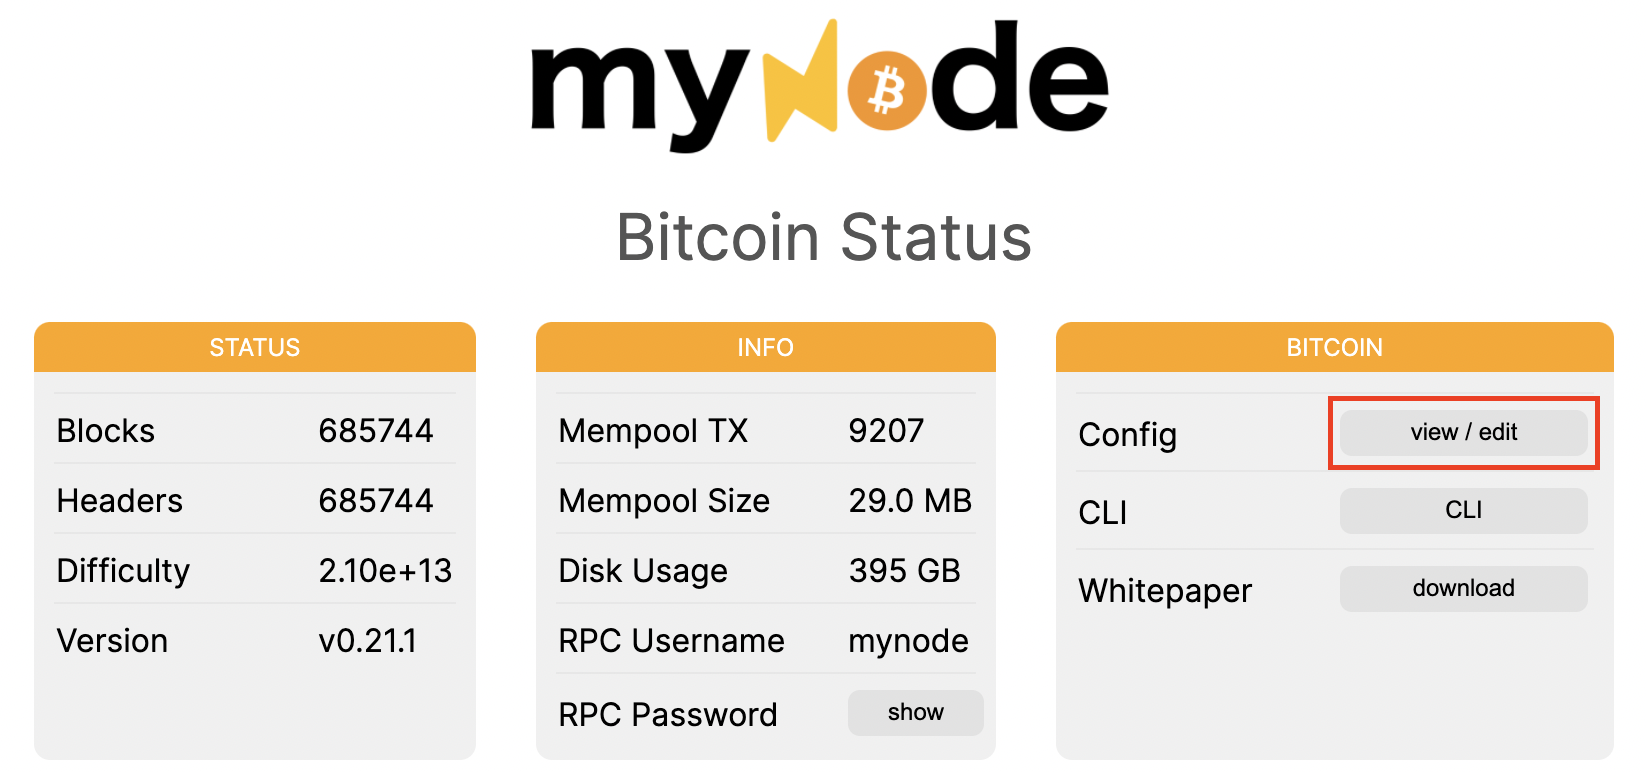 myNode
Bitcoin Status
STATUS
Blocks 685744
Headers 685744
Difficulty 2.10e+13
Version v0.21.1
INFO
Mempool TX 9207
Mempool Size 29.0 MB
Disk Usage 395 GB
RPC Username mynode
RPC Password show
BITCOIN
Config view / edit
CLI CLI
Whitepaper download